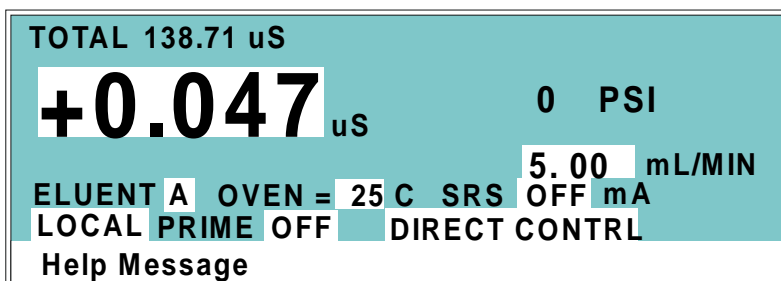 TOTAL 138.71 uS
+0.047 uS 0 PSI
5.00 mL/MIN
ELUENT A OVEN = 25 C SRS OFF mA
LOCAL PRIME OFF DIRECT CONTRL
Help Message